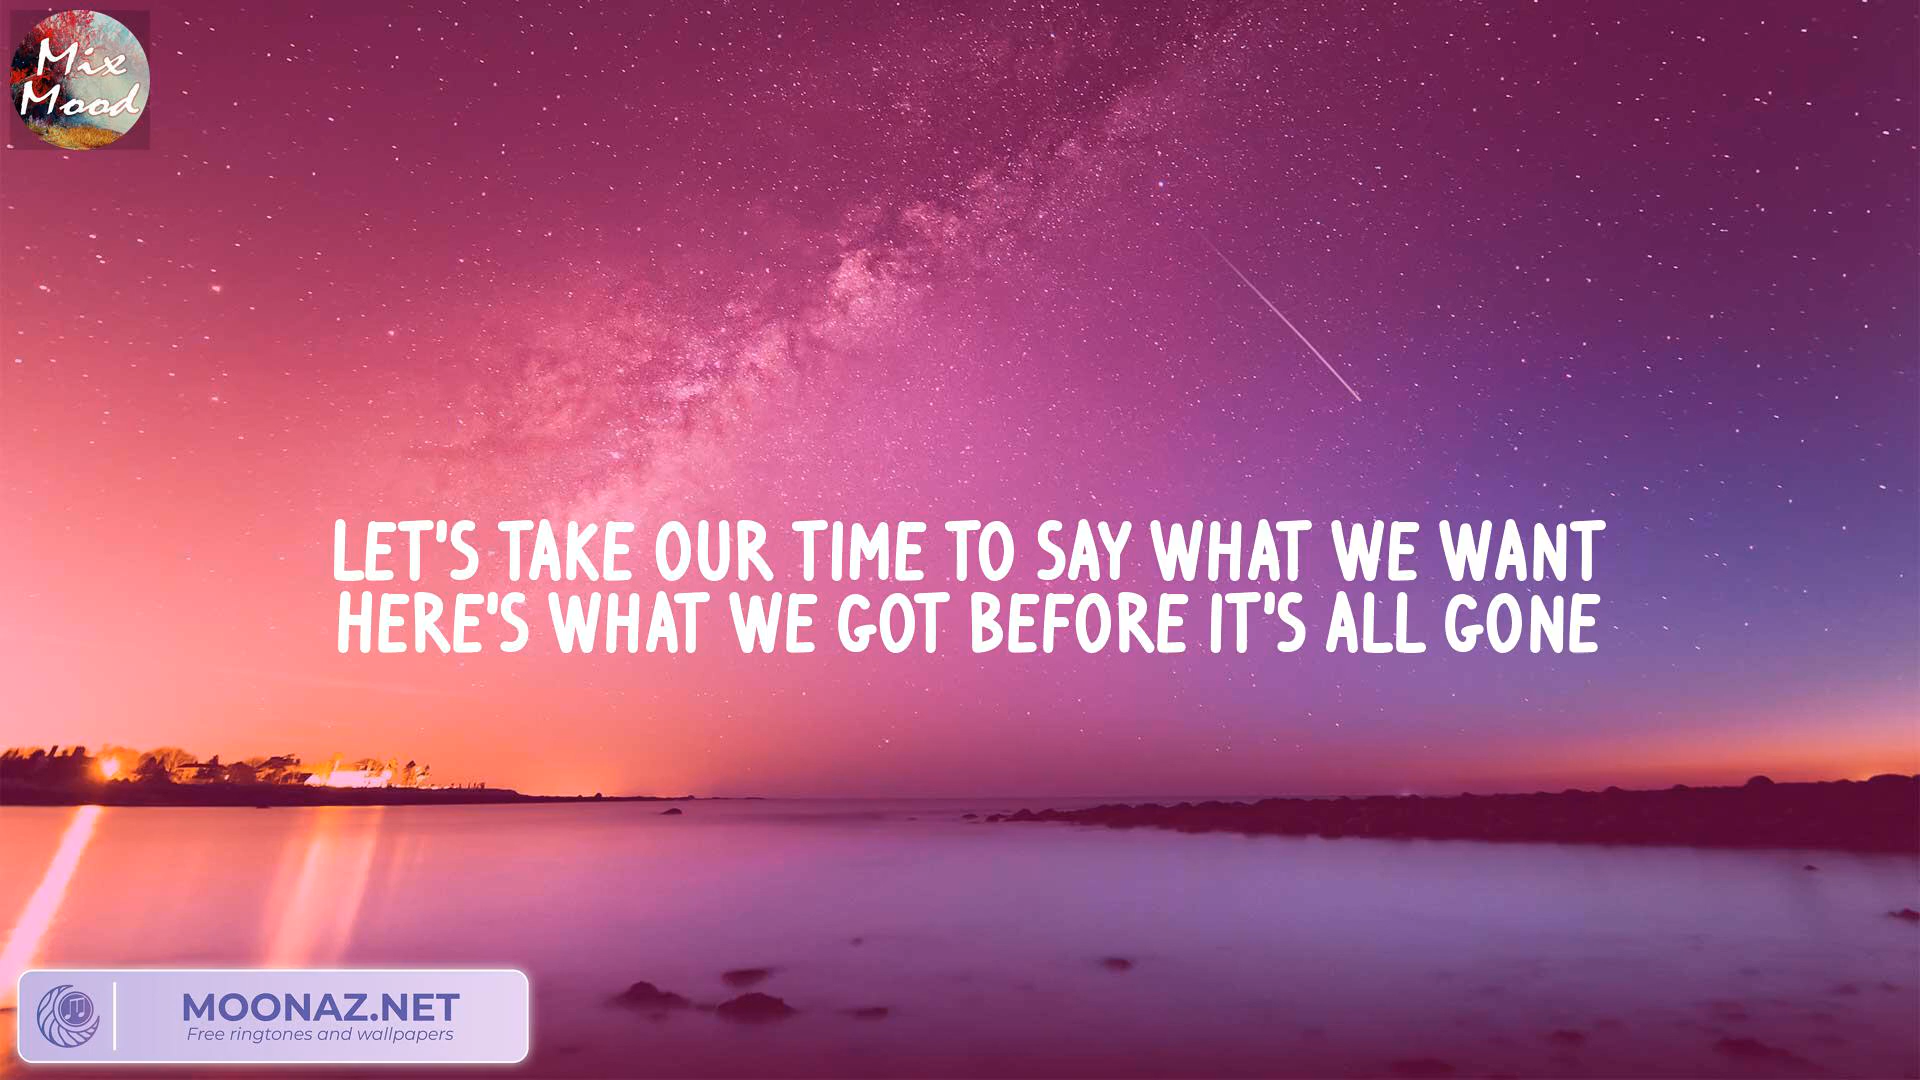 Mix
Mood
LET'S TAKE OUR TIME TO SAY WHAT WE WANT
HERE'S WHAT WE GOT BEFORE IT'S ALL GONE
MOONAZ.NET
Free ringtones and wallpapers